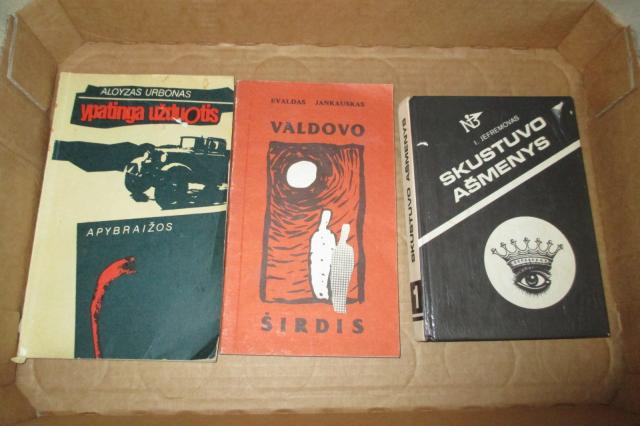 ALOYZAS URBONAS
ypatinga užduotis
APYBRAIŽOS
EVALDAS JANKAUSKAS
VALDOVO
ŠIRDIS
SKUSTUVO AŠMENYS
1
I. JEFREMOVAS
SKUSTUVO
AŠMENYS